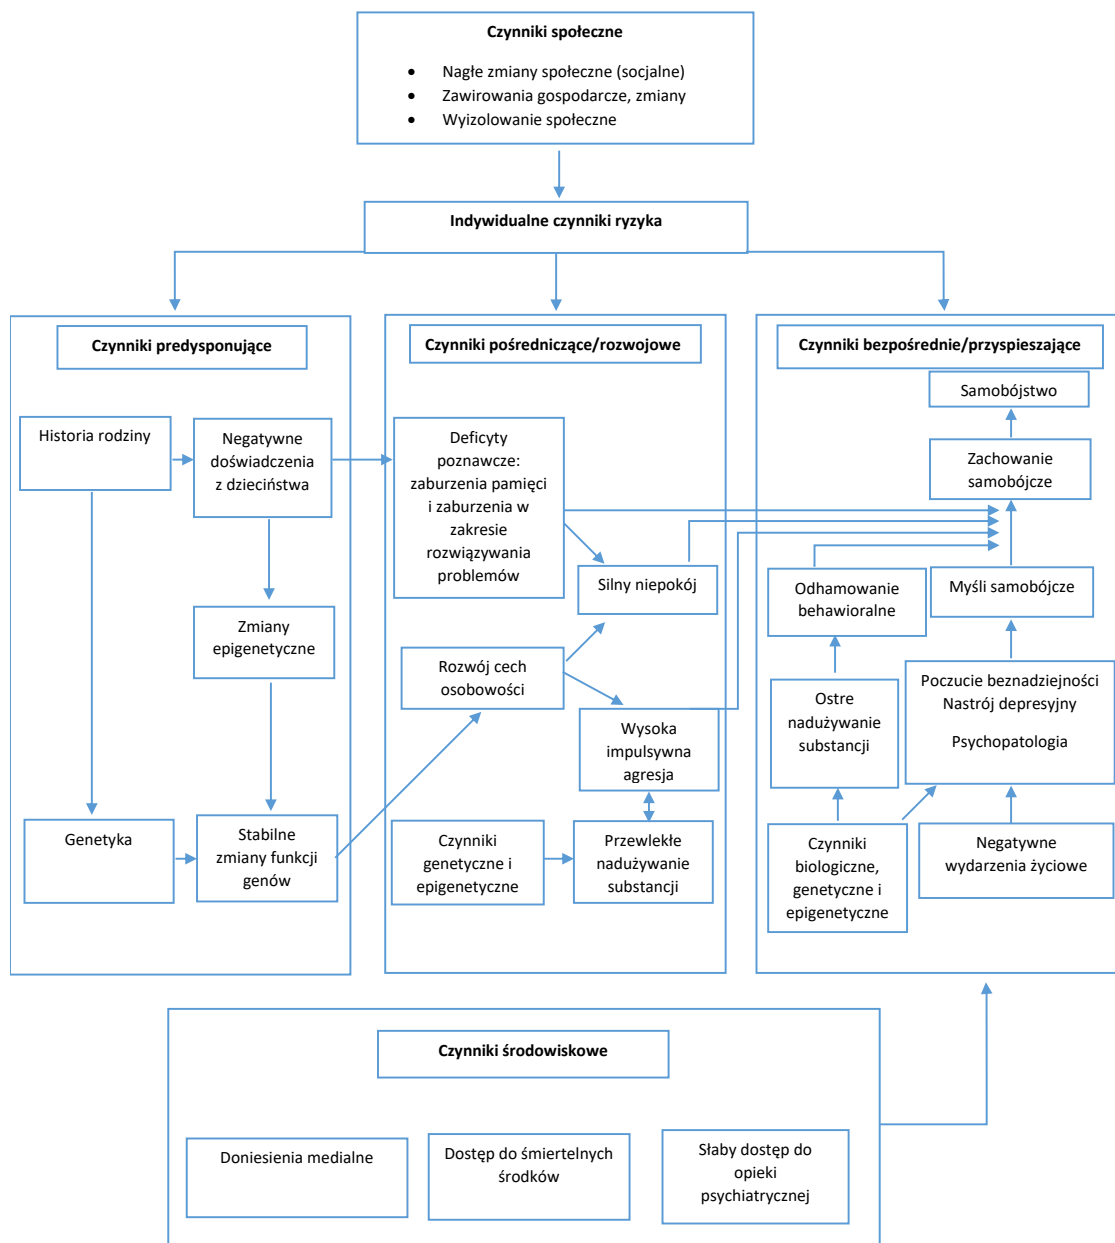 Czynniki społeczne
• Nagłe zmiany społeczne (socjalne)
• Zawirowania gospodarcze, zmiany
• Wyizolowanie społeczne
Indywidualne czynniki ryzyka
Czynniki predysponujące
Historia rodziny
Negatywne
doświadczenia
z dzieciństwa
Zmiany
epigenetyczne
Genetyka
Stabilne
zmiany funkcji
genów
Czynniki pośredniczące/rozwojowe
Deficyty
poznawcze:
zaburzenia pamięci
i zaburzenia w
zakresie
rozwiązywania
problemów
Silny niepokój
Rozwój cech
osobowości
Wysoka
impulsywna
agresja
Czynniki
genetyczne i
epigenetyczne
Przewlekłe
nadużywanie
substancji
Czynniki bezpośrednie/przyspieszające
Samobójstwo
Zachowanie
samobójcze
Odhamowanie
behawioralne
Myśli samobójcze
Ostre
nadużywanie
substancji
Poczucie beznadziejności
Nastrój depresyjny
Psychopatologia
Czynniki
biologiczne,
genetyczne i
epigenetyczne
Negatywne
wydarzenia życiowe
Czynniki środowiskowe
Doniesienia medialne
Dostęp do śmiertelnych
środków
Słaby dostęp do
opieki
psychiatrycznej